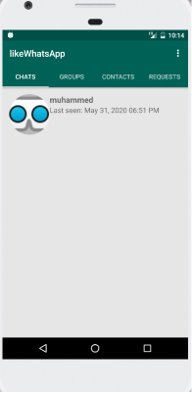 10:14
likeWhatsApp
CHATS GROUPS CONTACTS REQUESTS
muhammed
Last seen: May 31, 2020 06:51 PM